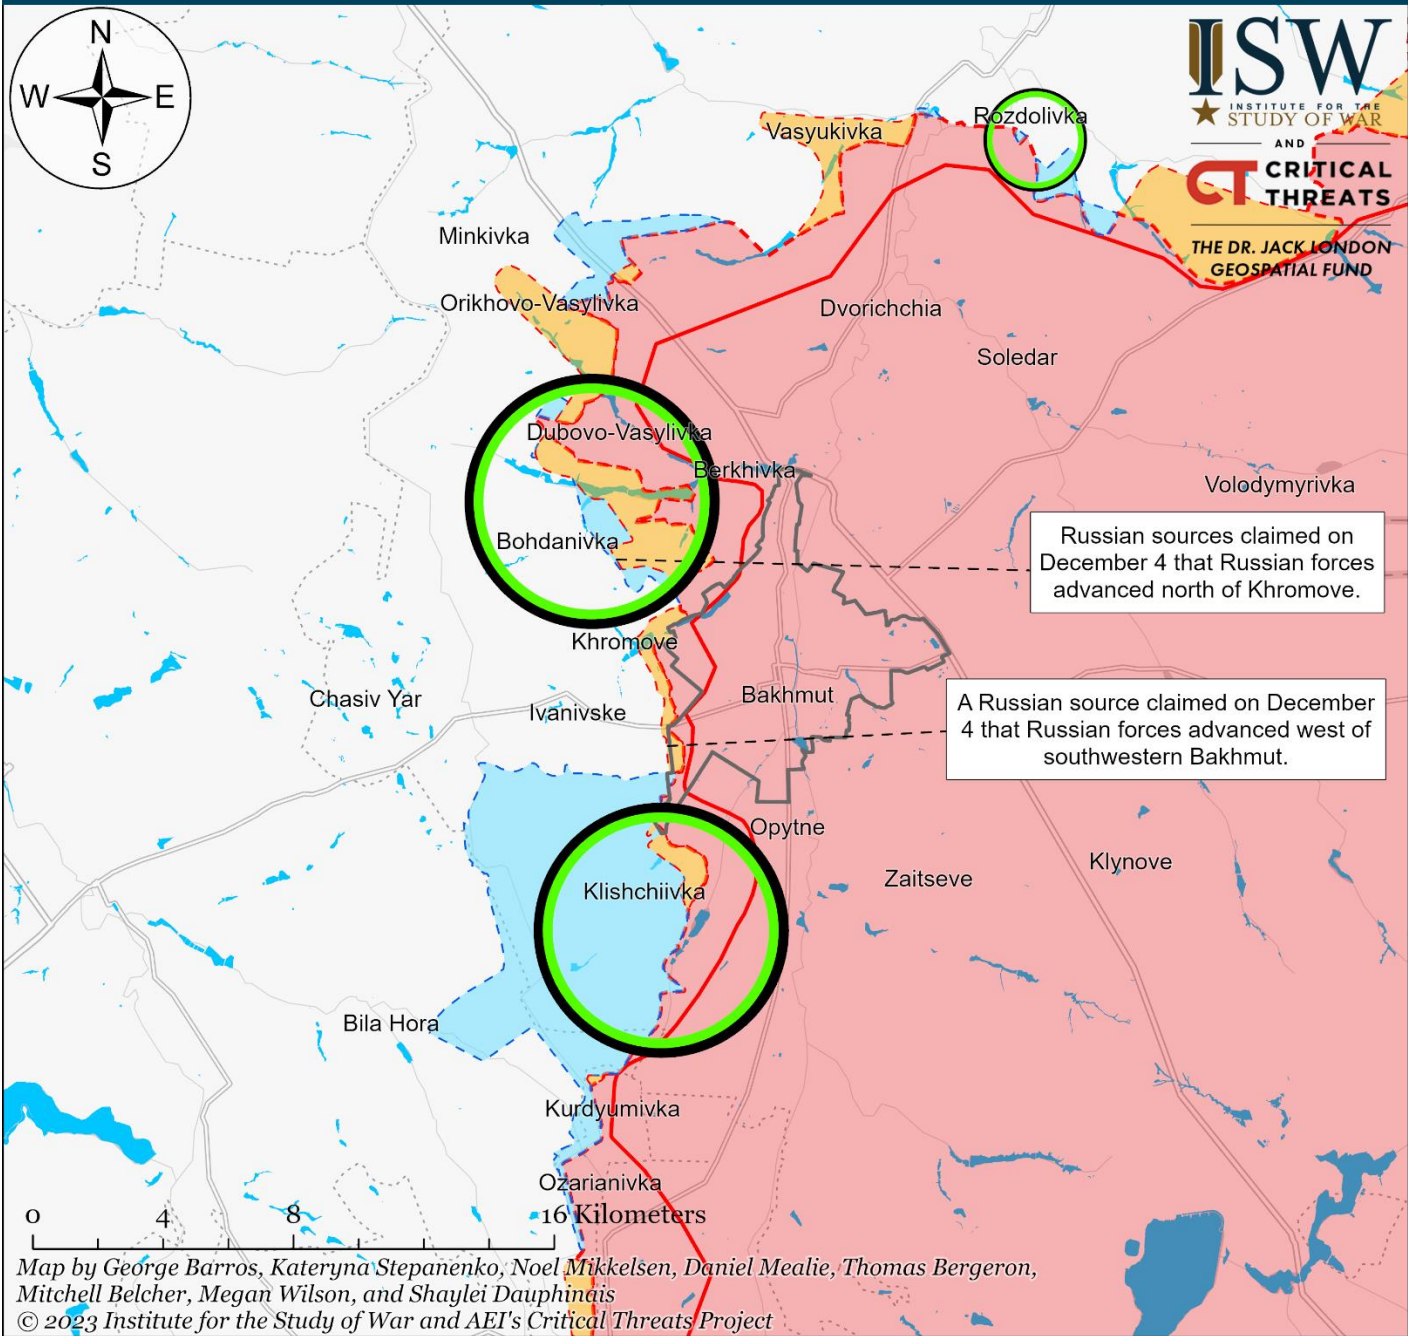 N
W
E
S
ISW
INSTITUTE FOR THE
STUDY OF WAR
AND
CT CRITICAL
THREATS
THE DR. JACK LONDON
GEOSPATIAL FUND
Rozdolivka
Vasyukivka
Minkivka
Orikhovo-Vasylivka
Dvorichchia
Soledar
Dubovo-Vasylivka
Berkhivka
Volodymyrivka
Bohdanivka
Russian sources claimed on
December 4 that Russian forces
advanced north of Khromove.
Khromove
Chasiv Yar
Ivanivske
Bakhmut
A Russian source claimed on December
4 that Russian forces advanced west of
southwestern Bakhmut.
Opytne
Klynove
Zaitseve
Klishchiivka
Bila Hora
Kurdyumivka
Ozarianivka
0 4 8 16 Kilometers
Map by George Barros, Kateryna Stepanenko, Noel Mikkelsen, Daniel Mealie, Thomas Bergeron,
Mitchell Belcher, Megan Wilson, and Shaylei Dauphinais
© 2023 Institute for the Study of War and AEI's Critical Threats Project